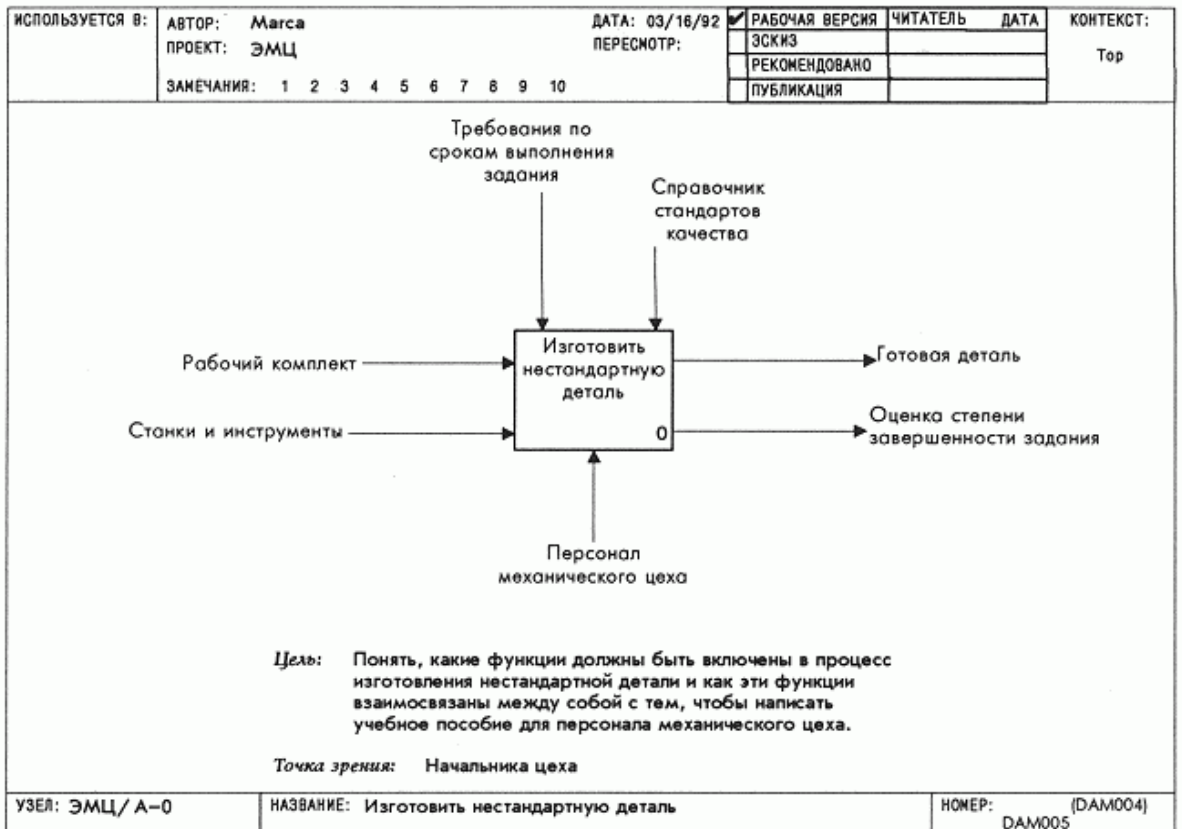 ИСПОЛЬЗУЕТСЯ В:
АВТОР: Marca
ДАТА: 03/16/92
ПРОЕКТ: ЭМЦ
ПЕРЕСМОТР:
ЗАМЕЧАНИЯ: 1 2 3 4 5 6 7 8 9 10
✔ РАБОЧАЯ ВЕРСИЯ
ЭСКИЗ
РЕКОМЕНДОВАНО
ПУБЛИКАЦИЯ
ЧИТАТЕЛЬ ДАТА
КОНТЕКСТ:
Top
Требования по
срокам выполнения
задания
Справочник
стандартов
качества
Рабочий комплект
Станки и инструменты
Изготовить
нестандартную
деталь
0
Готовая деталь
Оценка степени
завершенности задания
Персонал
механического цеха
Цель: Понять, какие функции должны быть включены в процесс
изготовления нестандартной детали и как эти функции
взаимосвязаны между собой с тем, чтобы написать
учебное пособие для персонала механического цеха.
Точка зрения: Начальника цеха
УЗЕЛ: ЭМЦ/ А-0
НАЗВАНИЕ: Изготовить нестандартную деталь
НОМЕР: (DAM004)
DAM005